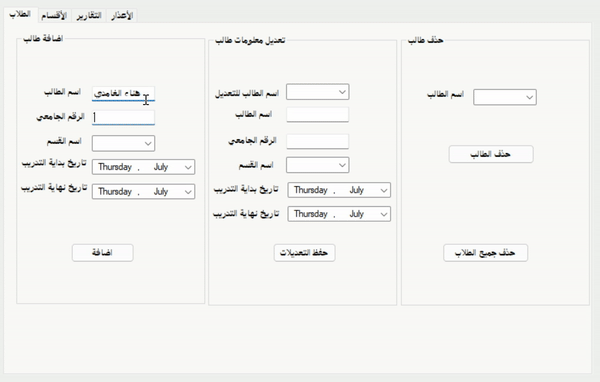 الطلاب الأقسام التقارير الأعذار
اضافة طالب
اسم الطالب هناء الغامدي
الرقم الجامعي 1
اسم القسم
تاريخ بداية التدريب Thursday , July
تاريخ نهاية التدريب Thursday , July
اضافة
تعديل معلومات طالب
اسم الطالب للتعديل
اسم الطالب
الرقم الجامعي
اسم القسم
تاريخ بداية التدريب Thursday , July
تاريخ نهاية التدريب Thursday , July
حفظ التعديلات
حذف طالب
اسم الطالب
حذف الطالب
حذف جميع الطلاب